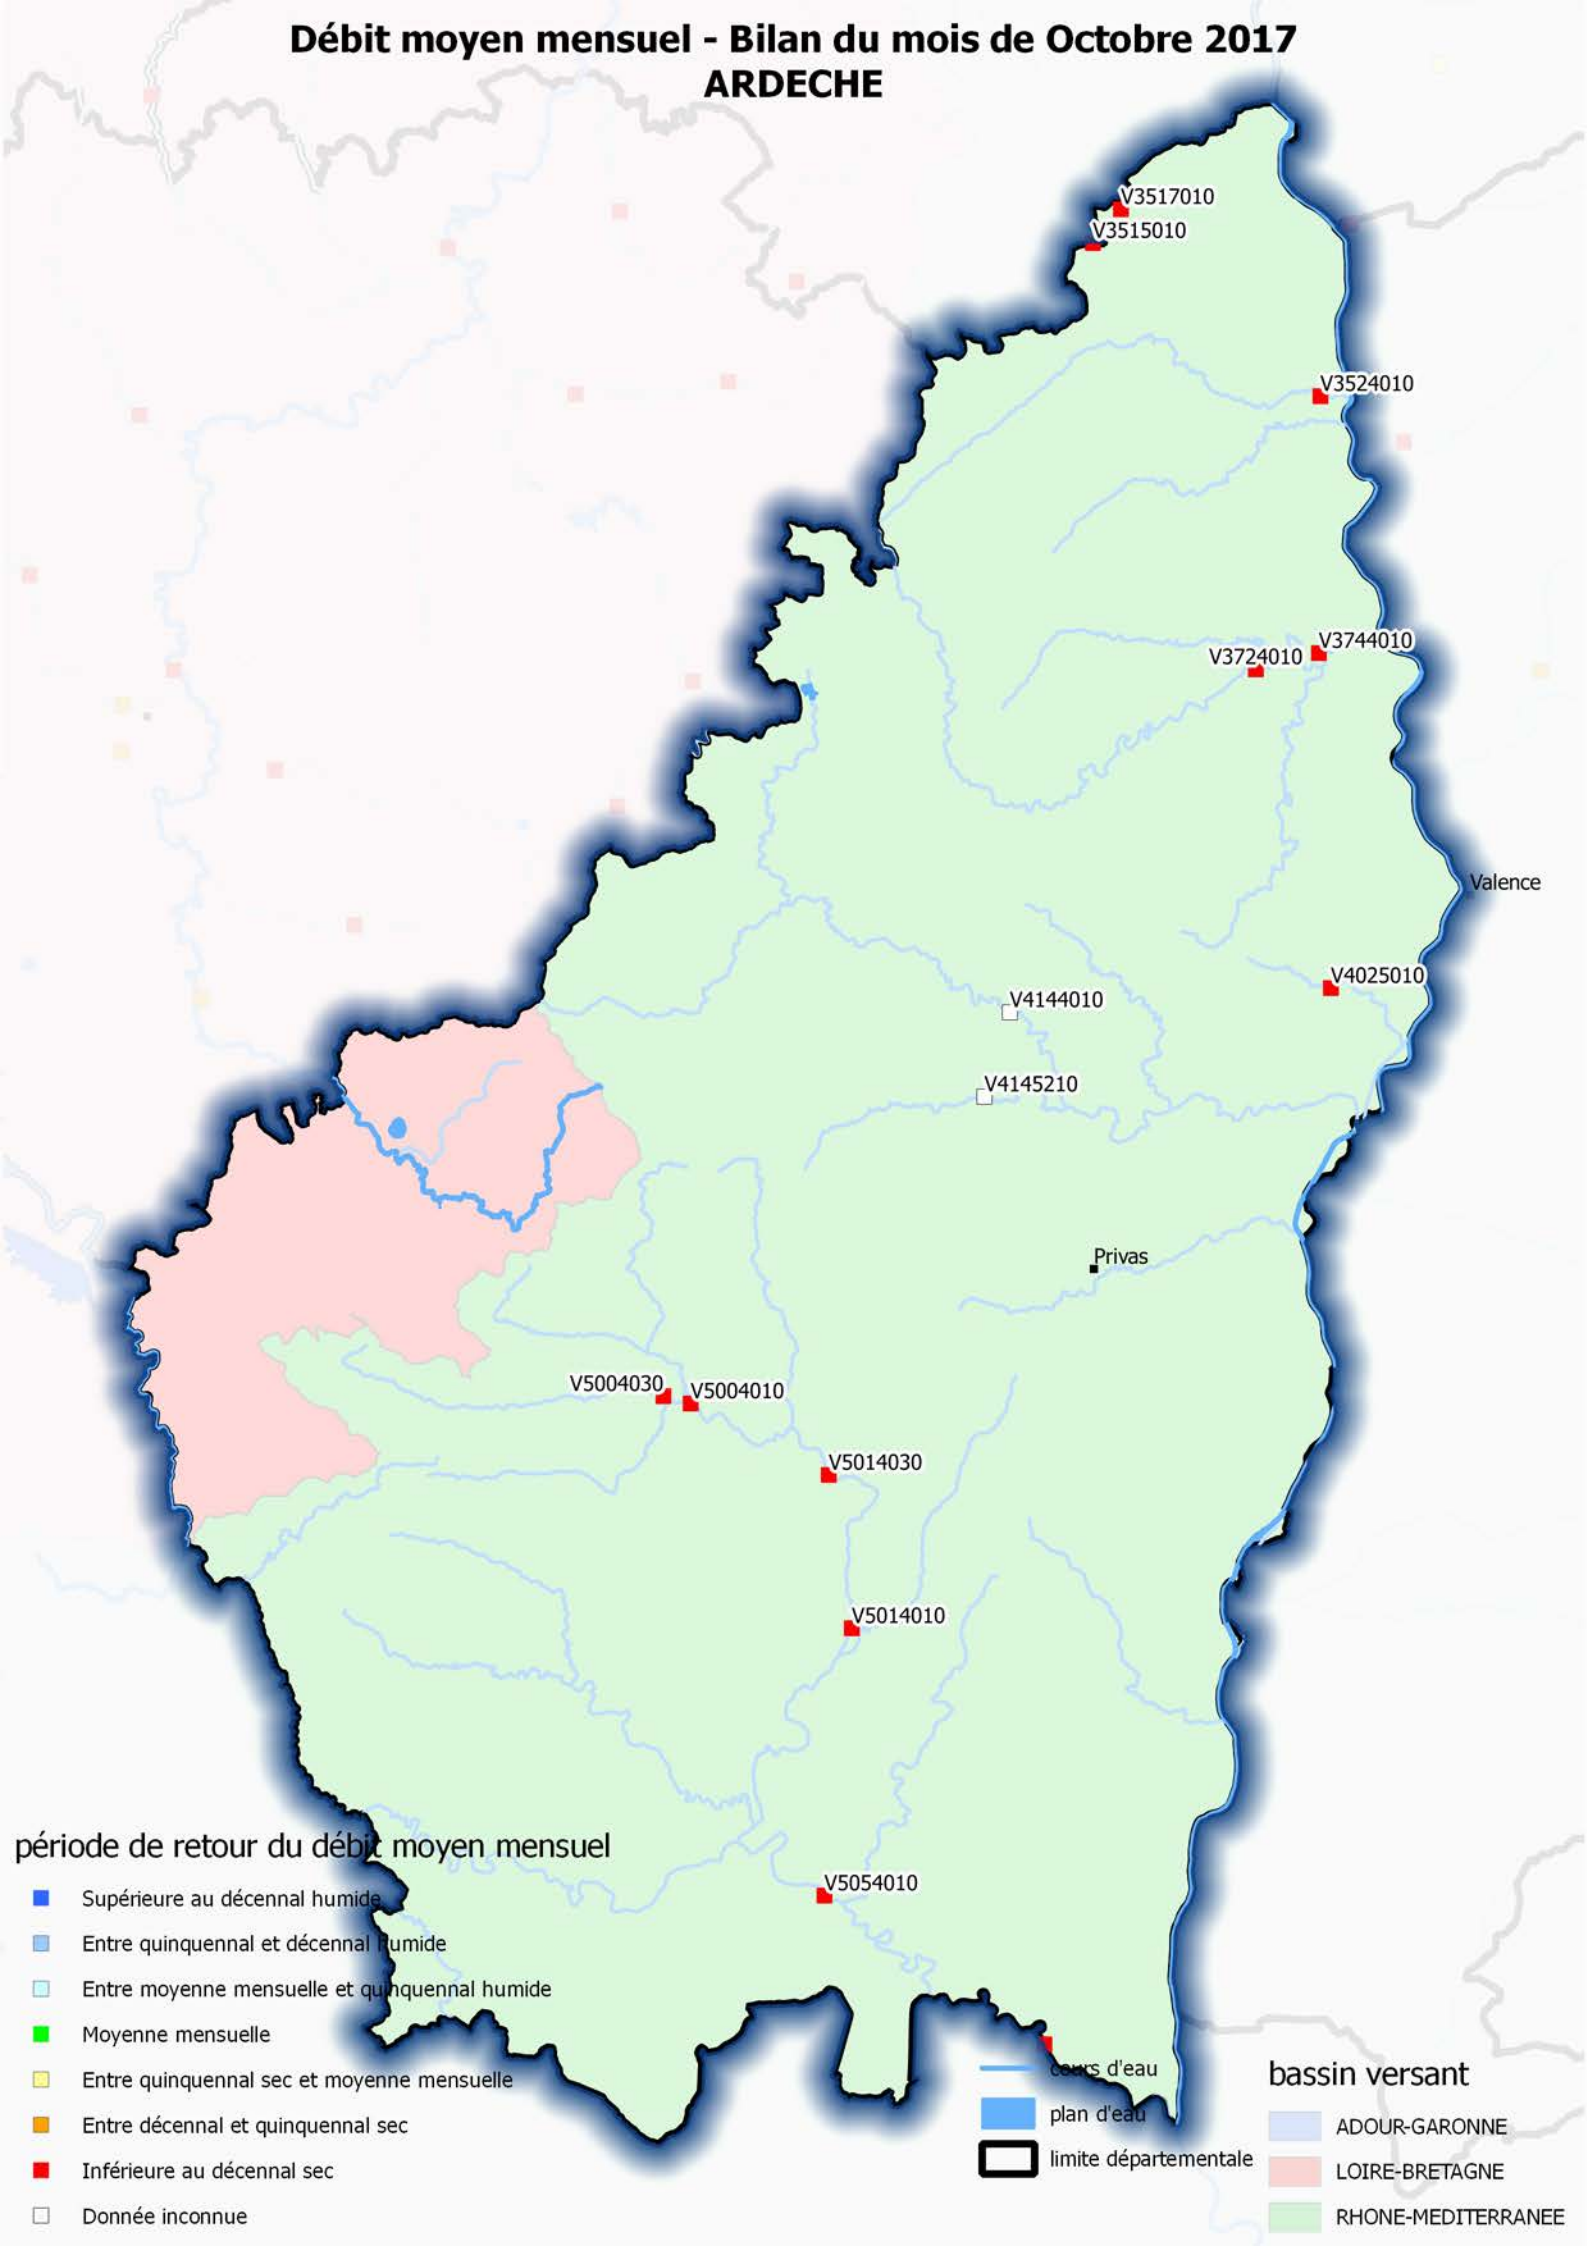 Débit moyen mensuel - Bilan du mois de Octobre 2017
ARDECHE
V3517010
V3515010
V3524010
V3744010
V3724010
Valence
V4025010
V4144010
V4145210
Privas
V5004030
V5004010
V5014030
V5014010
V5054010
période de retour du débit moyen mensuel
Supérieure au décennal humide
Entre quinquennal et décennal humide
Entre moyenne mensuelle et quinquennal humide
Moyenne mensuelle
Entre quinquennal sec et moyenne mensuelle
Entre décennal et quinquennal sec
Inférieure au décennal sec
Donnée inconnue
cours d'eau
plan d'eau
limite départementale
bassin versant
ADOUR-GARONNE
LOIRE-BRETAGNE
RHONE-MEDITERRANEE